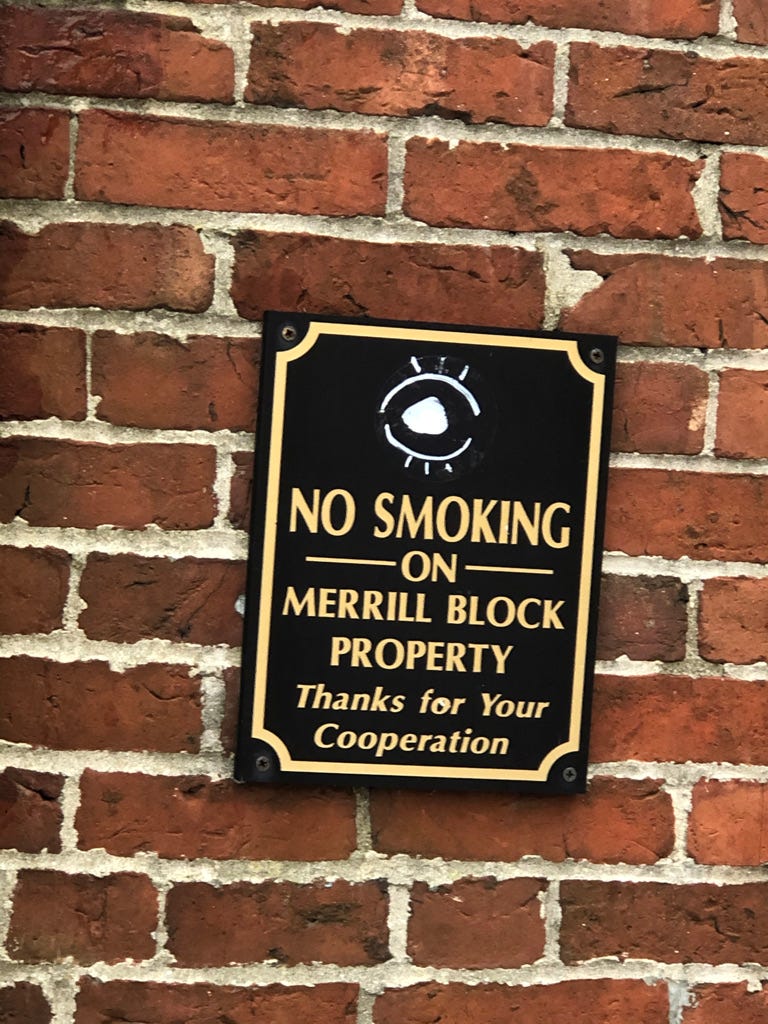 NO SMOKING
ON
MERRILL BLOCK
PROPERTY
Thanks for Your
Cooperation